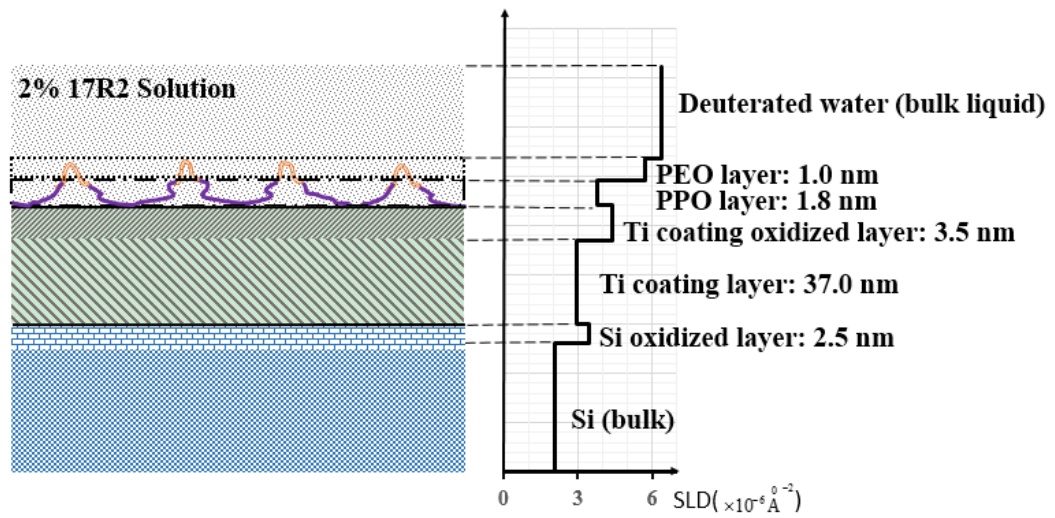 2% 17R2 Solution
Deuterated water (bulk liquid)
PEO layer: 1.0 nm
PPO layer: 1.8 nm
Ti coating oxidized layer: 3.5 nm
Ti coating layer: 37.0 nm
Si oxidized layer: 2.5 nm
Si (bulk)
0 3 6 SLD( ×10⁻⁶ Å⁻²)